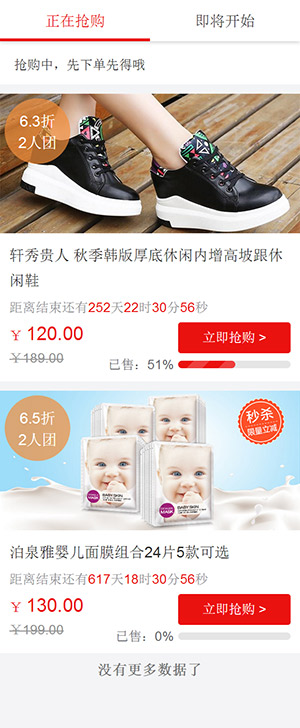 正在抢购
即将开始
抢购中，先下单先得哦
6.3折
2人团
轩秀贵人 秋季韩版厚底休闲内增高坡跟休
闲鞋
距离结束还有252天22时30分56秒
￥ 120.00
￥189.00
立即抢购 >
已售： 51%
6.5折
2人团
秒杀
限量立减
BABY SKIN
MASK
BABY SKIN
MASK
泊泉雅婴儿面膜组合24片5款可选
距离结束还有617天18时30分56秒
￥ 130.00
￥199.00
立即抢购 >
已售： 0%
没有更多数据了